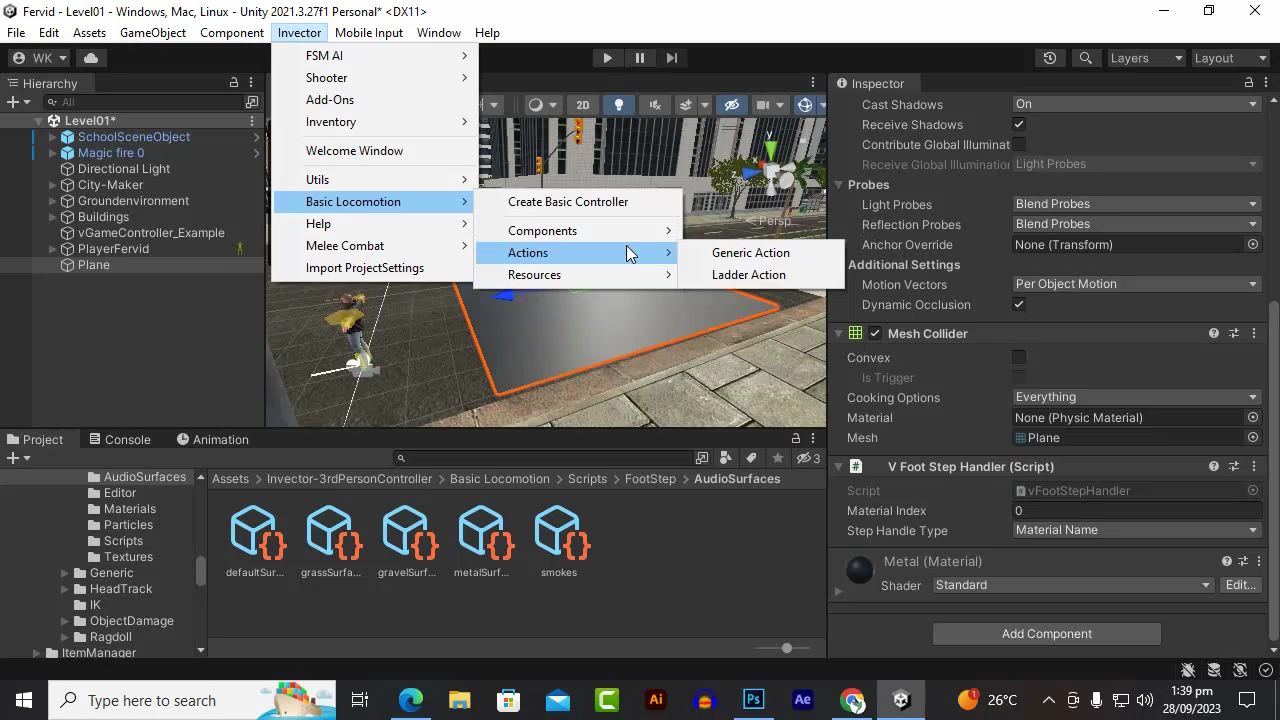 Fervid - Level01 - Windows, Mac, Linux - Unity 2021.3.27f1 Personal* <DX11>
File Edit Assets GameObject Component Invector Mobile Input Window Help
WK
Layers
Layout
Hierarchy
All
Level01*
SchoolSceneObject
Magic fire 0
Directional Light
City-Maker
Groundenvironment
Buildings
vGameController_Example
PlayerFervid
Plane
FSM AI
Shooter
Add-Ons
Inventory
Welcome Window
Utils
Basic Locomotion
Help
Melee Combat
Import ProjectSettings
Create Basic Controller
Components
Actions
Resources
Generic Action
Ladder Action
2D
y
< Persp
Inspector
Cast Shadows On
Receive Shadows
Contribute Global Illuminat
Receive Global Illumination Light Probes
Probes
Light Probes Blend Probes
Reflection Probes Blend Probes
Anchor Override None (Transform)
Additional Settings
Motion Vectors Per Object Motion
Dynamic Occlusion
Mesh Collider
Convex
Is Trigger
Cooking Options Everything
Material None (Physic Material)
Mesh Plane
V Foot Step Handler (Script)
Script vFootStepHandler
Material Index 0
Step Handle Type Material Name
Metal (Material)
Shader Standard Edit...
Add Component
Project Console Animation
3
AudioSurfaces
Editor
Materials
Particles
Scripts
Textures
Generic
HeadTrack
IK
ObjectDamage
Ragdoll
ItemManager
Assets > Invector-3rdPersonController > Basic Locomotion > Scripts > FootStep > AudioSurfaces
defaultSur... grassSurfa... gravelSurf... metalSurf... smokes
Type here to search
Ai
Ps
Ae
1
26°C
1:39 pm
28/09/2023